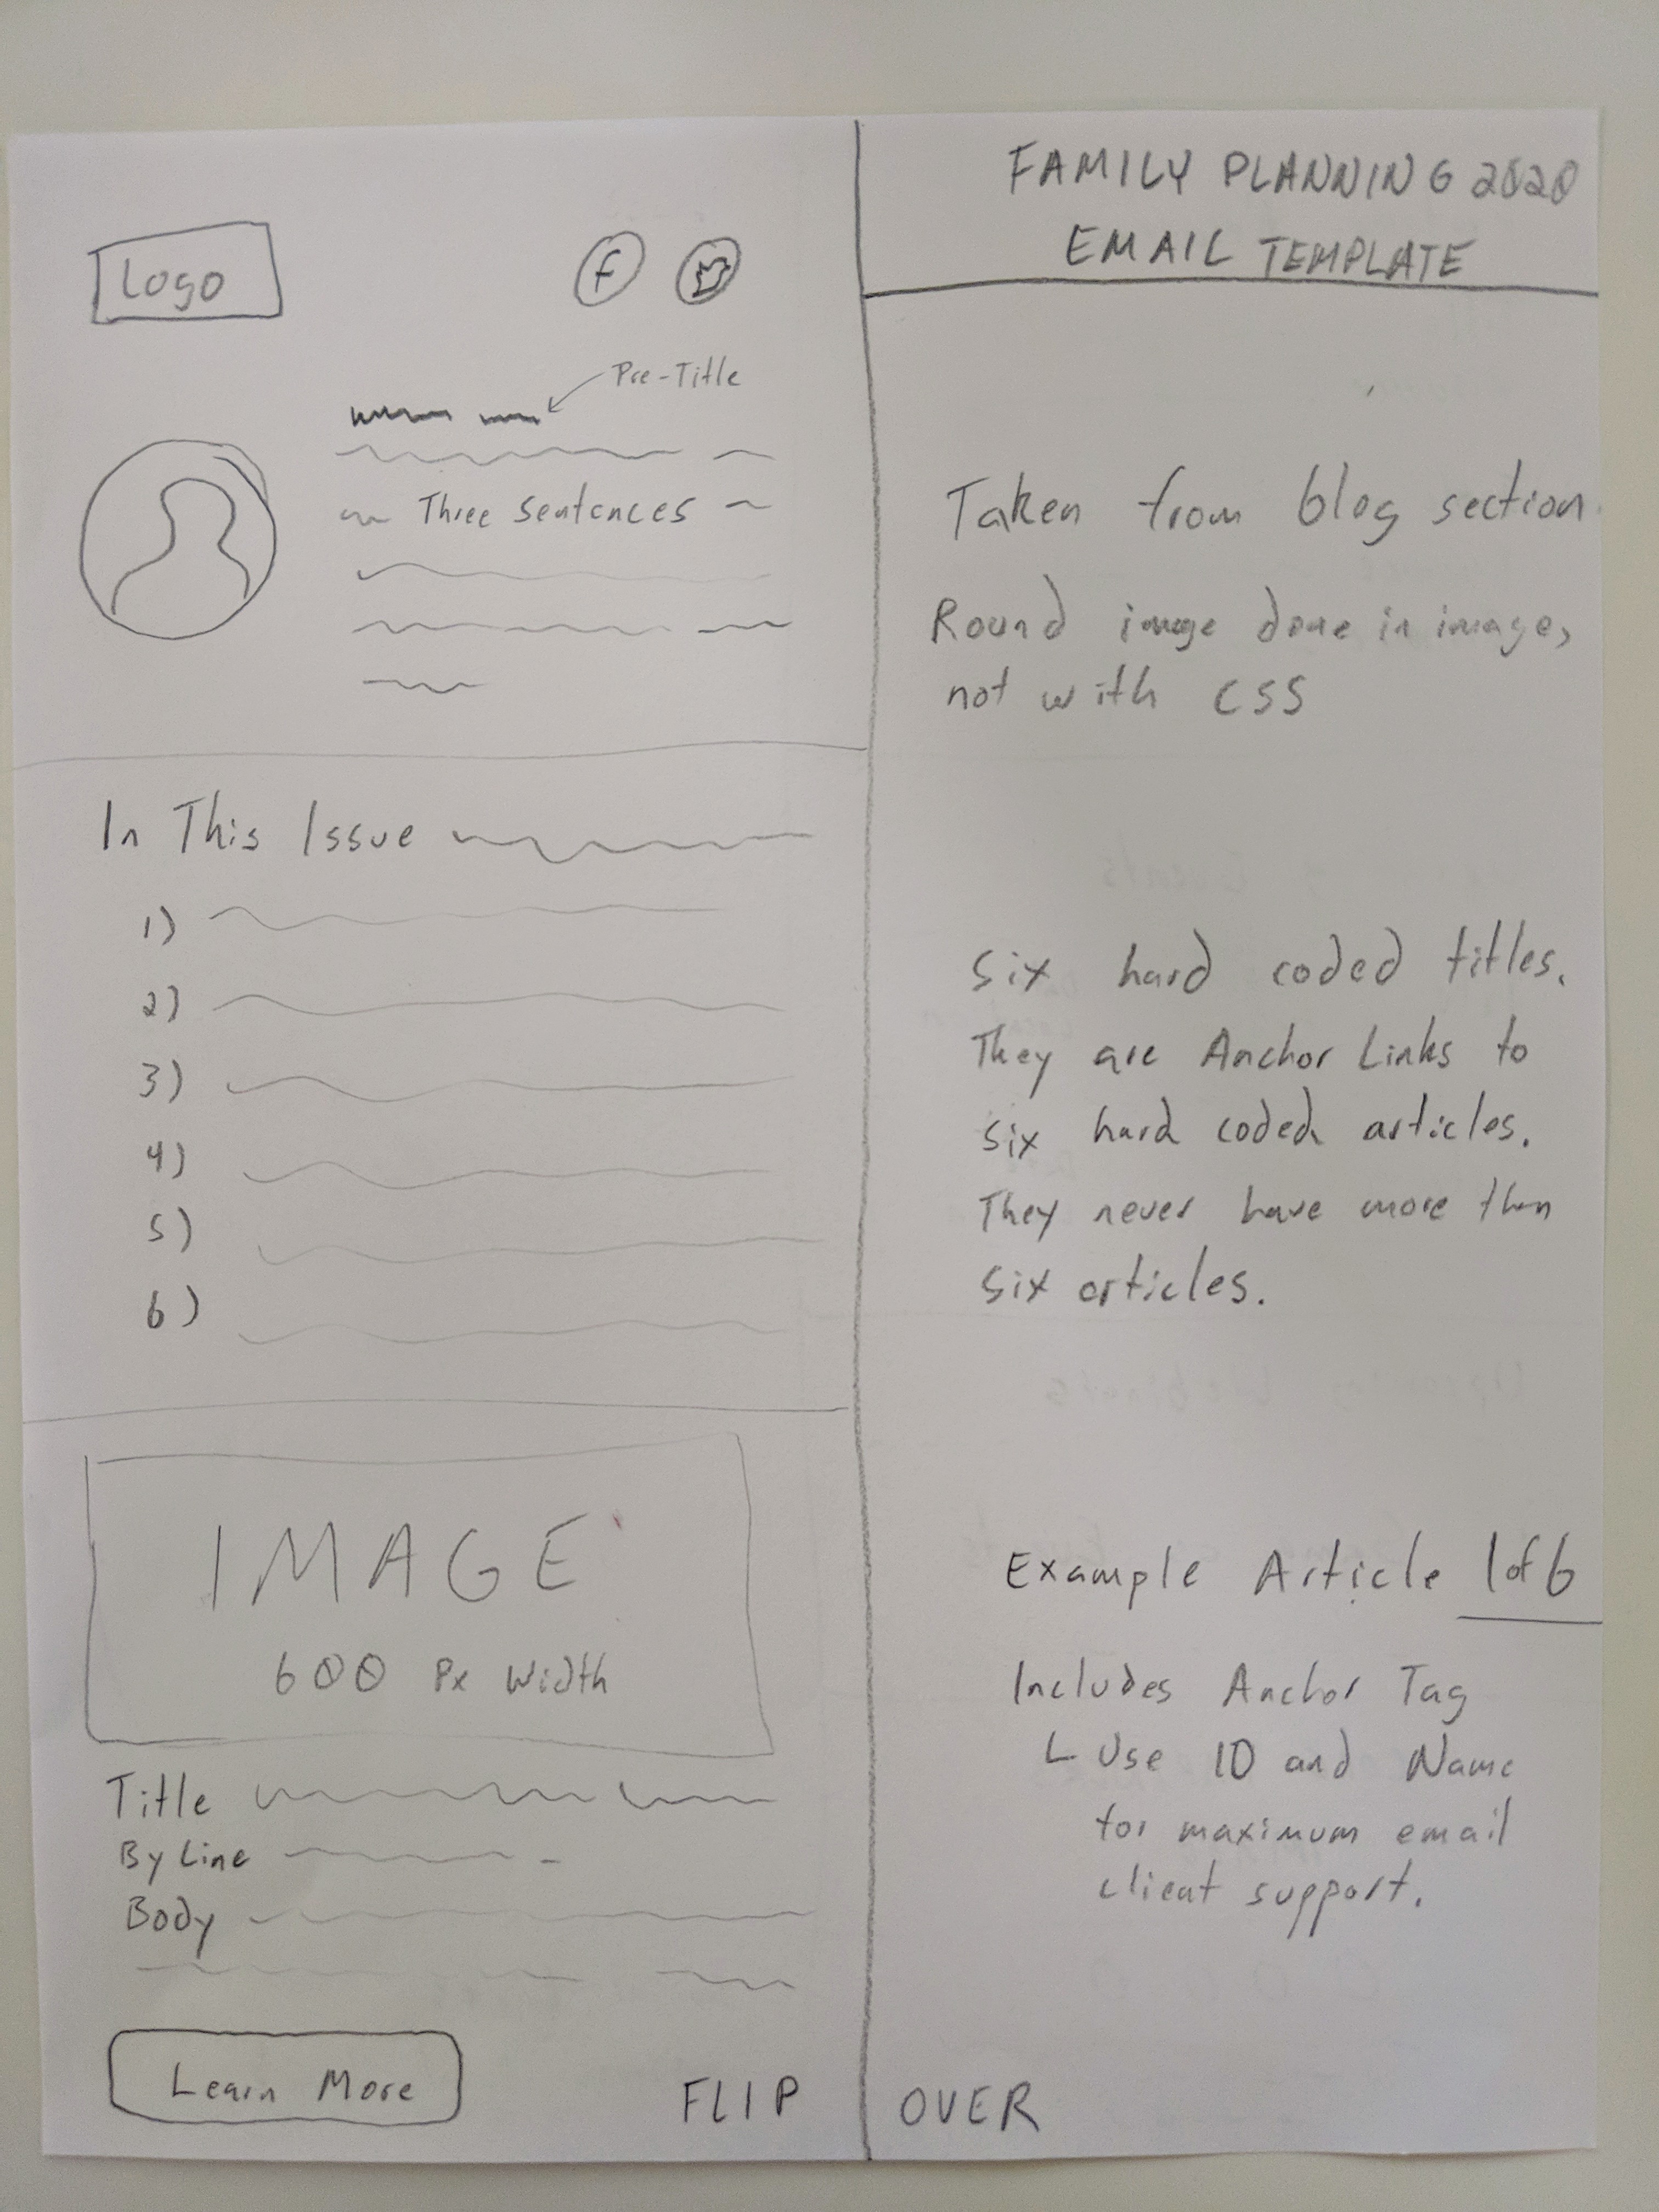 FAMILY PLANNING 2020
EMAIL TEMPLATE
Logo
f
Pre-Title
Three Sentences
Taken from blog section.
Round image done in image,
not with CSS
In This Issue
1)
2)
3)
4)
5)
6)
Six hard coded titles.
They are Anchor Links to
six hard coded articles.
They never have more than
six articles.
IMAGE
600 Px Width
Title
By Line
Body
Learn More
Example Article 1 of 6
Includes Anchor Tag
Use ID and Name
for maximum email
client support.
FLIP OVER